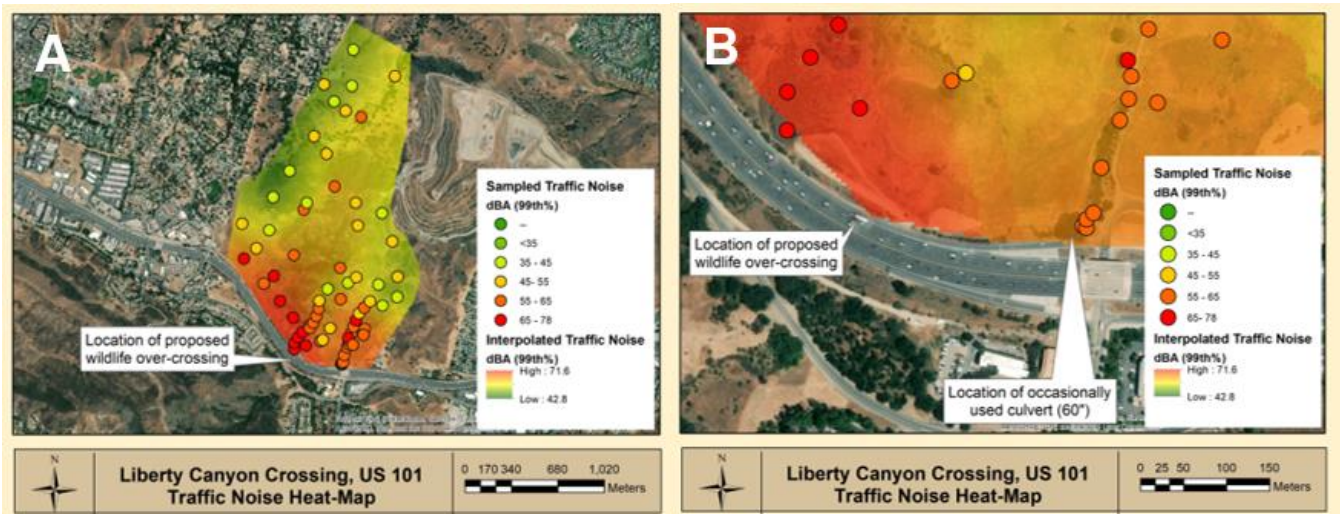 A
Sampled Traffic Noise
dBA (99th%)
--
<35
35 - 45
45- 55
55 - 65
65 - 78
Interpolated Traffic Noise
dBA (99th%)
High : 71.6
Low : 42.8
Location of proposed
wildlife over-crossing
N
Liberty Canyon Crossing, US 101
Traffic Noise Heat-Map
0 170 340 680 1,020
Meters
B
Location of proposed
wildlife over-crossing
Location of occasionally
used culvert (60")
Sampled Traffic Noise
dBA (99th%)
--
<35
35 - 45
45 - 55
55 - 65
65- 78
Interpolated Traffic Noise
dBA (99th%)
High : 71.6
Low : 42.8
N
Liberty Canyon Crossing, US 101
Traffic Noise Heat-Map
0 25 50 100 150
Meters